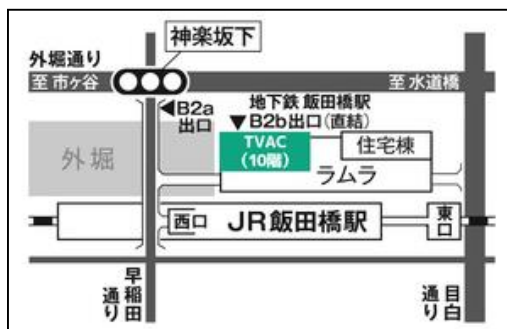 神楽坂下
外堀通り
至 市ヶ谷
至 水道橋
◀B2a
出口
地下鉄 飯田橋駅
▼B2b出口(直結)
TVAC
(10階)
住宅棟
外堀
ラムラ
西口
JR飯田橋駅
東口
早稲田通り
目白通り